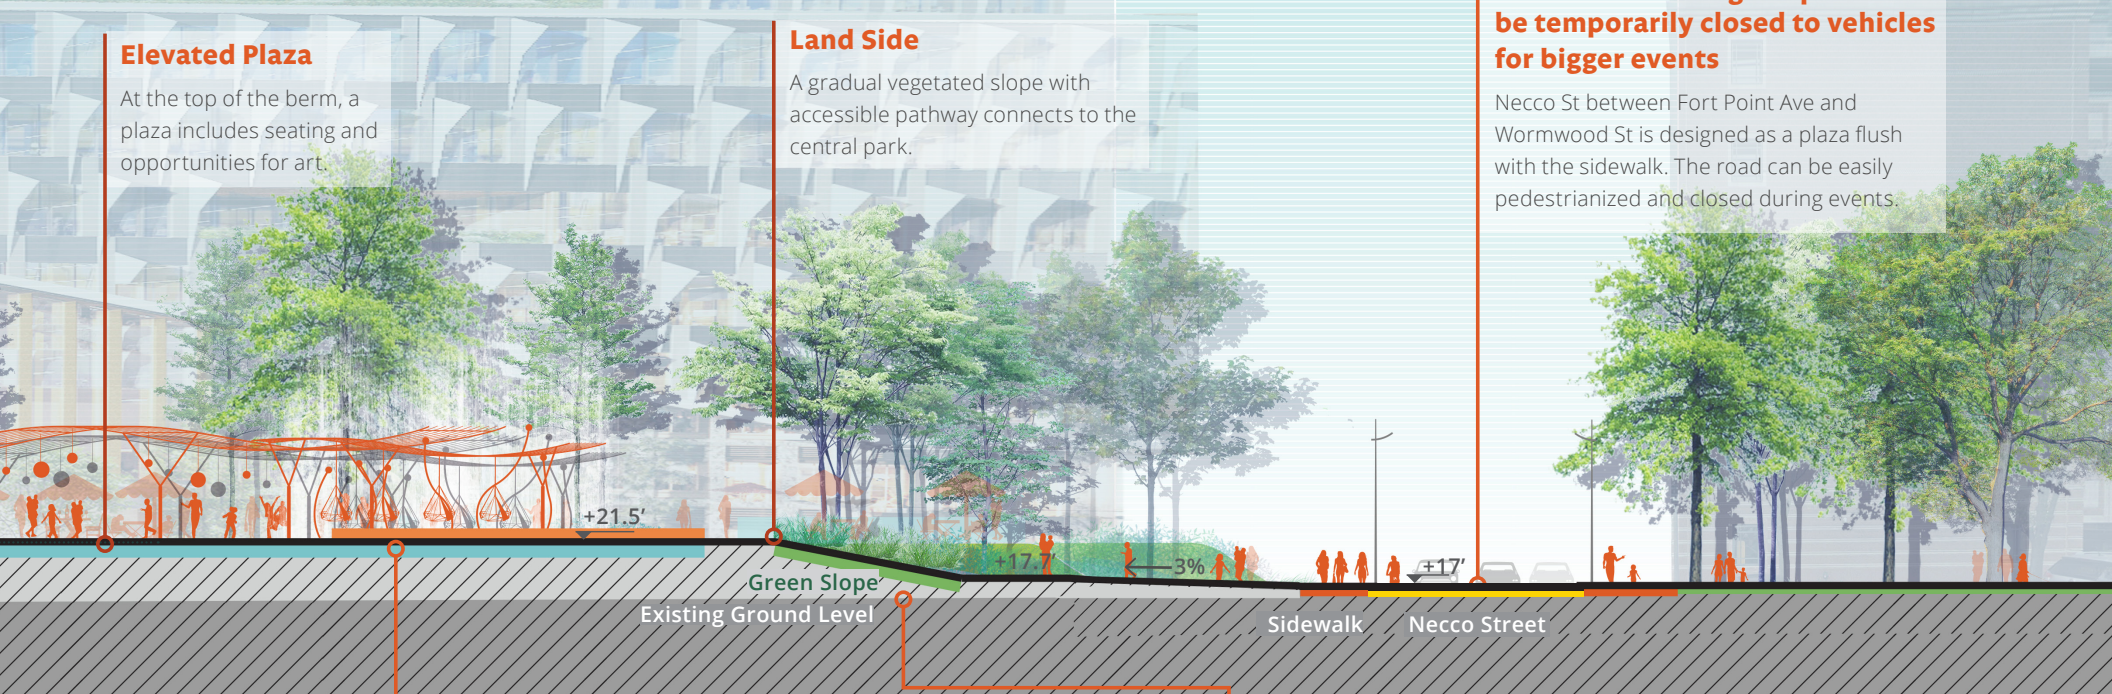 Elevated Plaza
At the top of the berm, a
plaza includes seating and
opportunities for art.
Land Side
A gradual vegetated slope with
accessible pathway connects to the
central park.
be temporarily closed to vehicles
for bigger events
Necco St between Fort Point Ave and
Wormwood St is designed as a plaza flush
with the sidewalk. The road can be easily
pedestrianized and closed during events.
+21.5’
+17.7’
3%
+17’
Green Slope
Existing Ground Level
Sidewalk
Necco Street